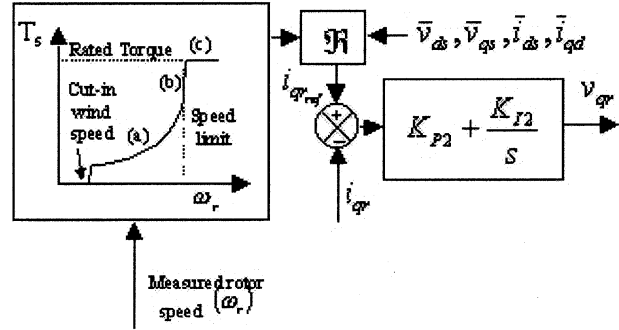 T_s
Rated Torque
(c)
(b)
Cut-in
wind
speed
(a)
Speed
limit
ω_r
ℜ
v̄_ds, v̄_qs, ī_ds, ī_qd
i_qr_ref
+
−
i_qr
K_P2 + K_I2 / s
v_qr
Measured rotor
speed (ω_r)